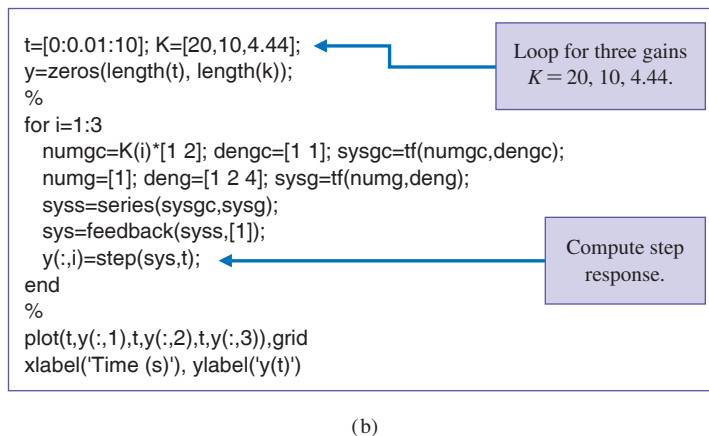 t=[0:0.01:10]; K=[20,10,4.44];
Loop for three gains
K = 20, 10, 4.44.
y=zeros(length(t), length(k));
%
for i=1:3
numgc=K(i)*[1 2]; dengc=[1 1]; sysgc=tf(numgc,dengc);
numg=[1]; deng=[1 2 4]; sysg=tf(numg,deng);
syss=series(sysgc,sysg);
sys=feedback(syss,[1]);
y(:,i)=step(sys,t);
Compute step
response.
end
%
plot(t,y(:,1),t,y(:,2),t,y(:,3)),grid
xlabel('Time (s)'), ylabel('y(t)')
(b)